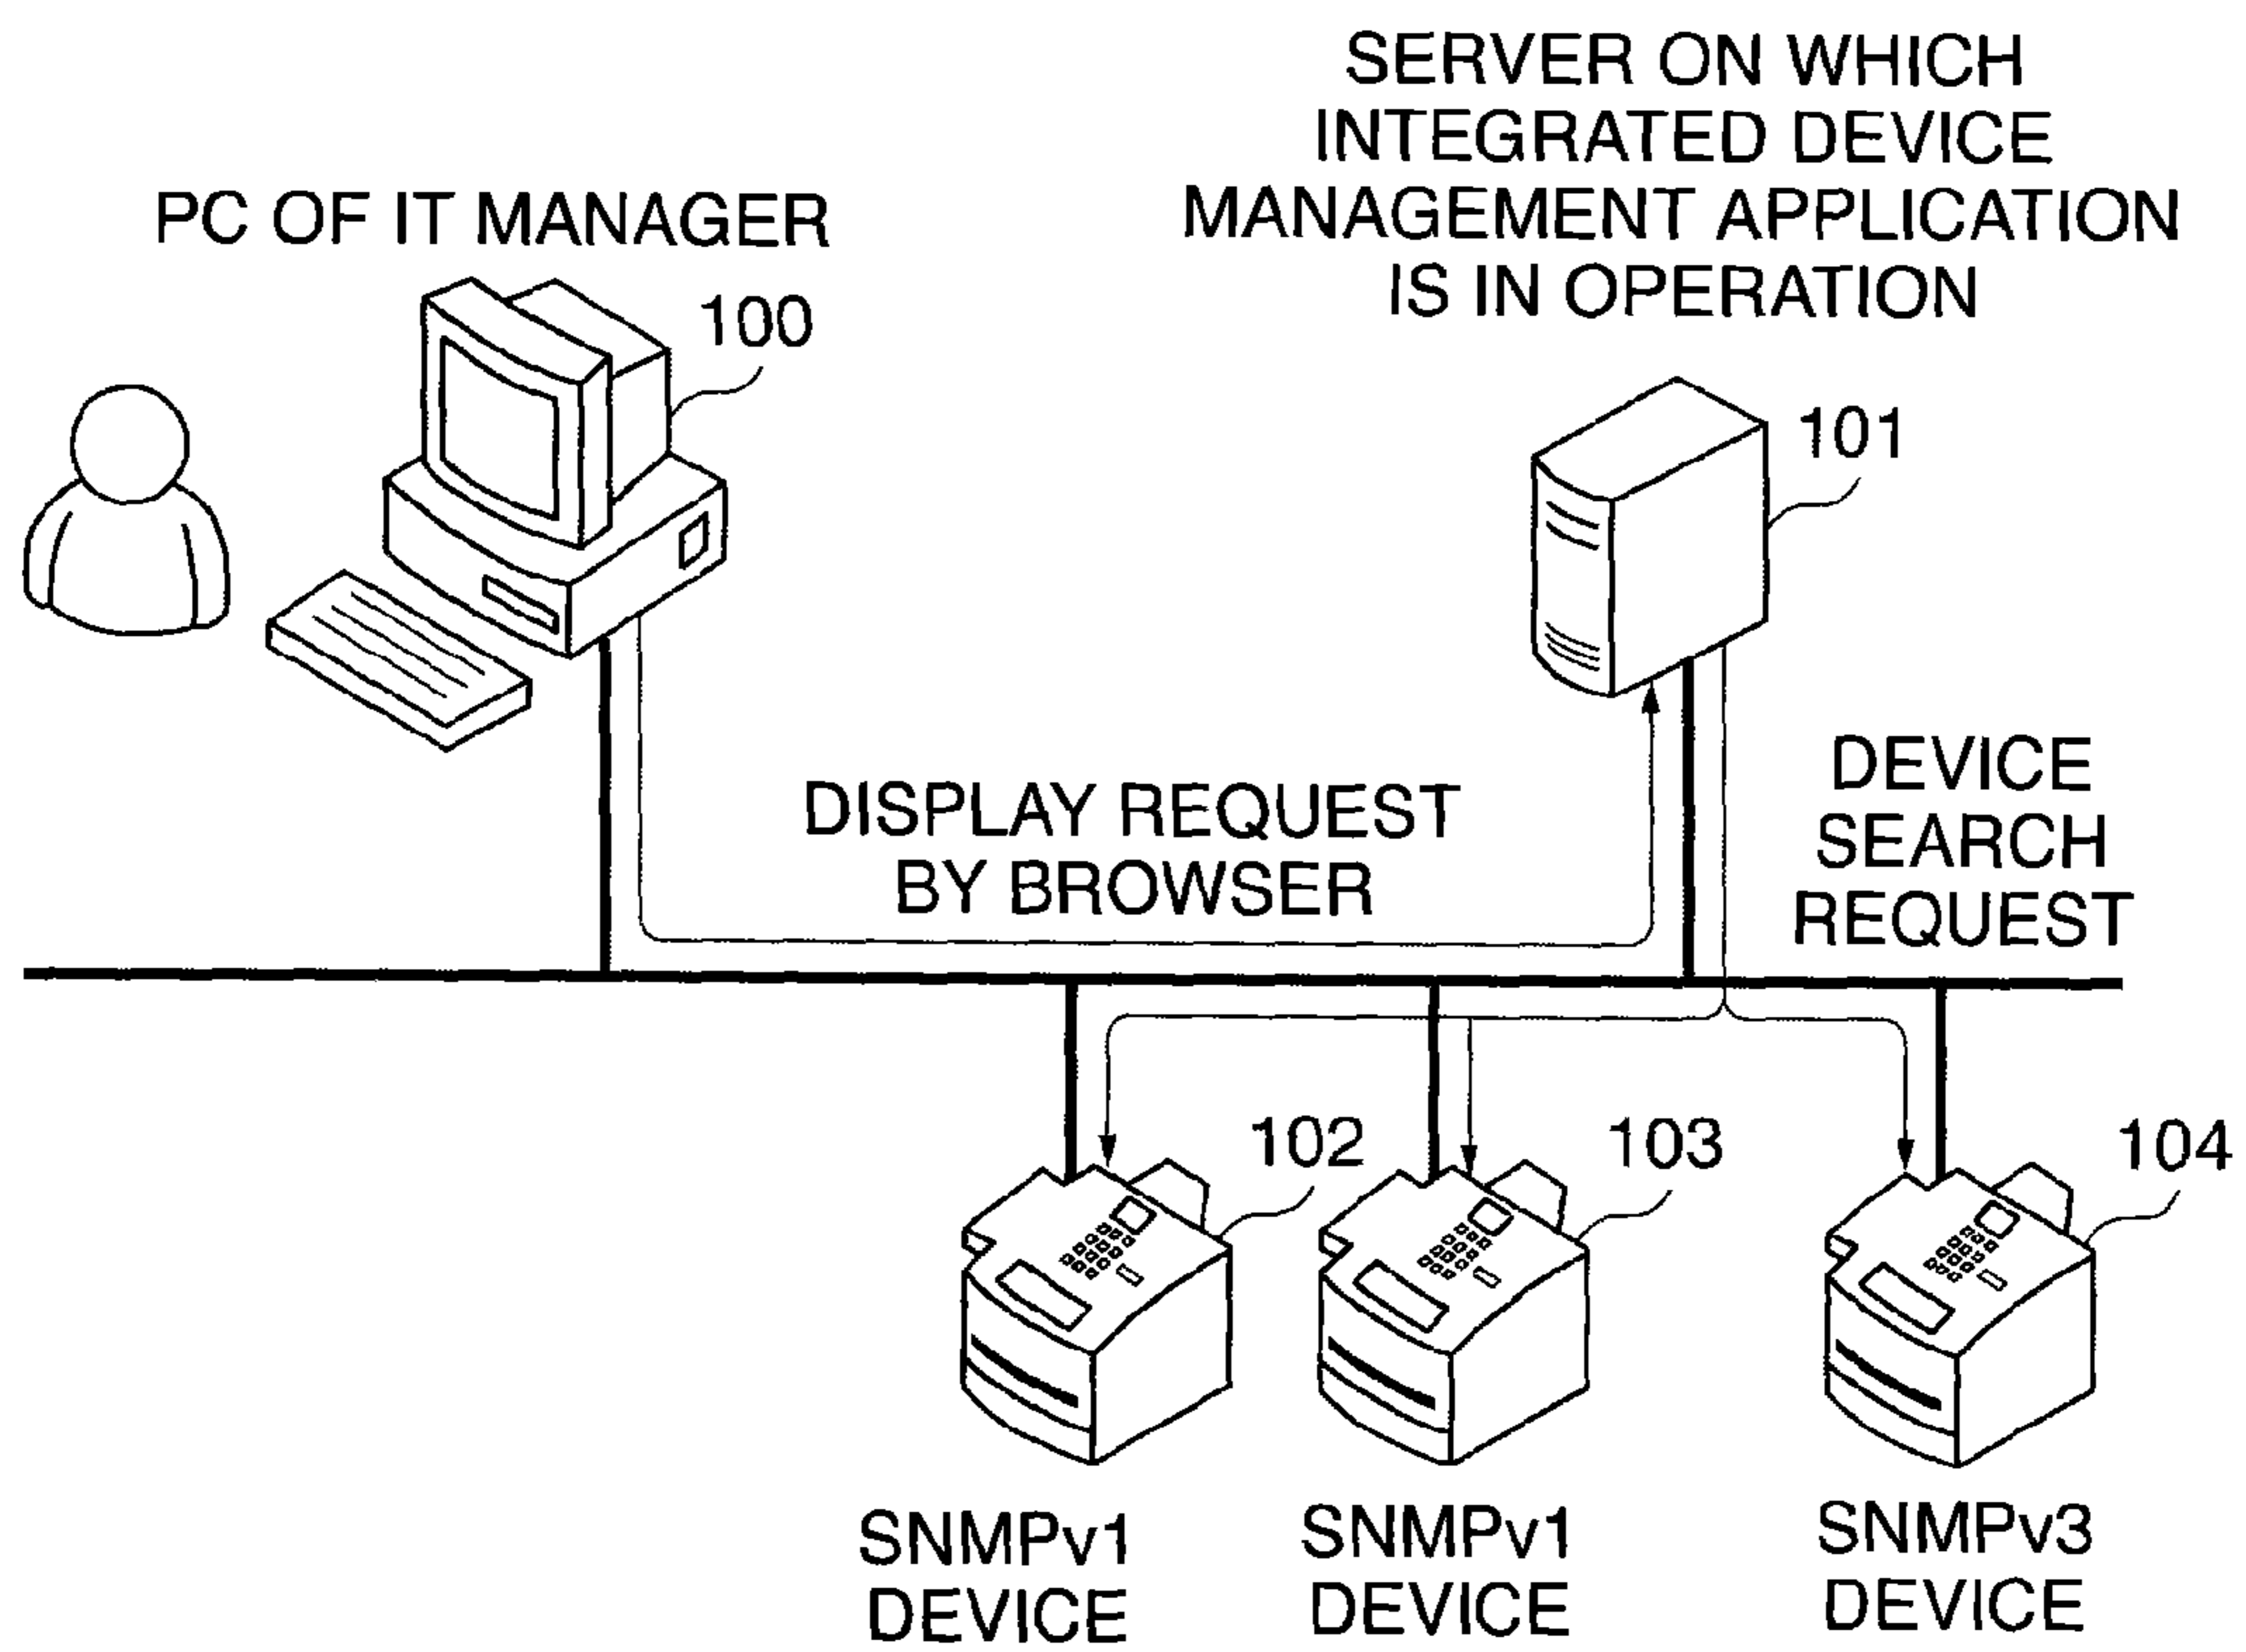 SERVER ON WHICH
INTEGRATED DEVICE
MANAGEMENT APPLICATION
IS IN OPERATION
PC OF IT MANAGER
100
101
DISPLAY REQUEST
BY BROWSER
DEVICE
SEARCH
REQUEST
102
103
104
SNMPv1
DEVICE
SNMPv1
DEVICE
SNMPv3
DEVICE